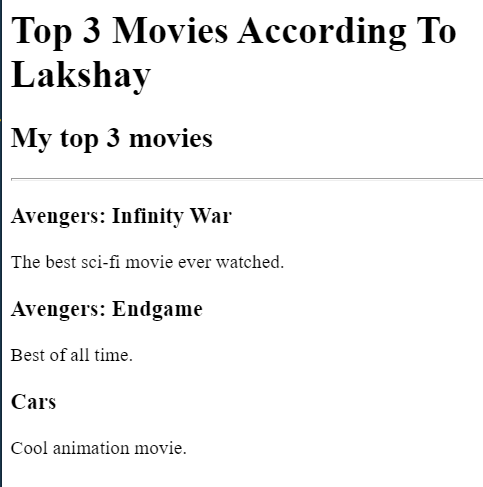 Top 3 Movies According To
Lakshay
My top 3 movies
Avengers: Infinity War
The best sci-fi movie ever watched.
Avengers: Endgame
Best of all time.
Cars
Cool animation movie.